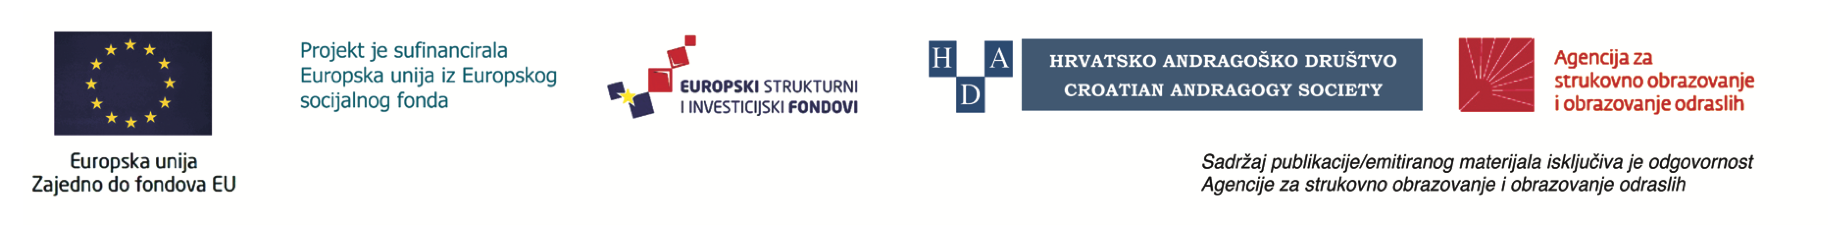 Europska unija
Zajedno do fondova EU
Projekt je sufinancirala
Europska unija iz Europskog
socijalnog fonda
EUROPSKI STRUKTURNI
I INVESTICIJSKI FONDOVI
H A
D
HRVATSKO ANDRAGOŠKO DRUŠTVO
CROATIAN ANDRAGOGY SOCIETY
Agencija za
strukovno obrazovanje
i obrazovanje odraslih
Sadržaj publikacije/emitiranog materijala isključiva je odgovornost
Agencije za strukovno obrazovanje i obrazovanje odraslih